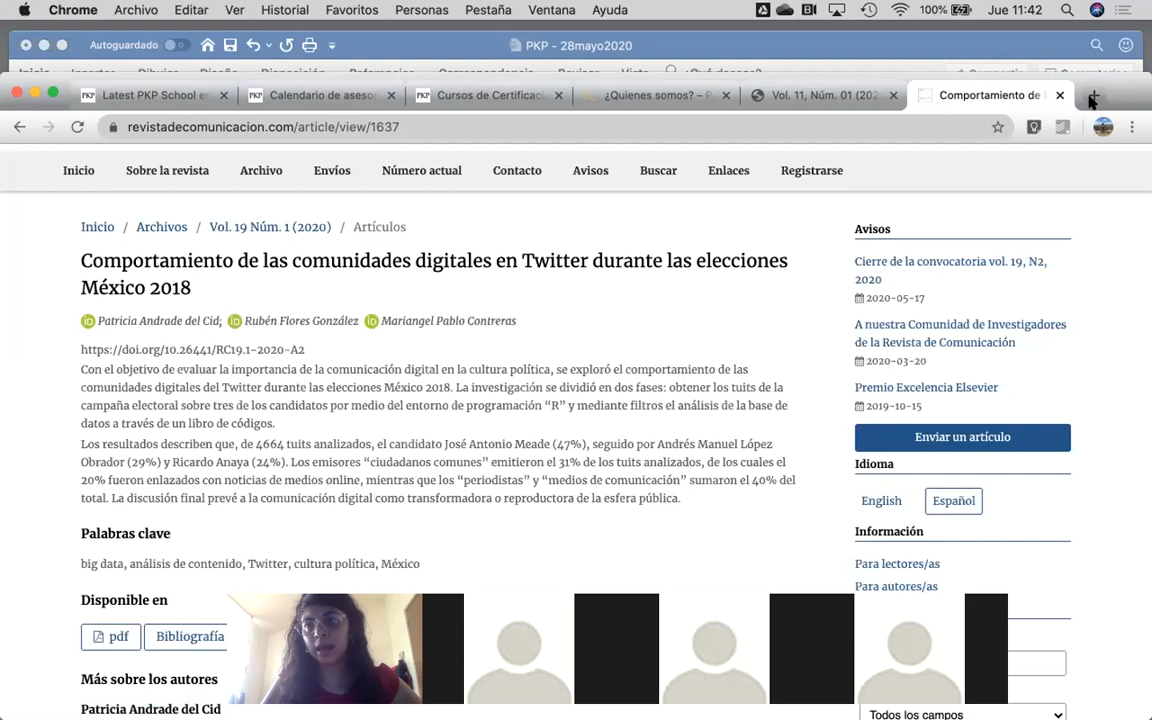 Chrome Archivo Editar Ver Historial Favoritos Personas Pestaña Ventana Ayuda 100% Jue 11:42
Autoguardado PKP - 28mayo2020
Latest PKP School en Calendario de asesor Cursos de Certificac ¿Quienes somos? – P Vol. 11, Núm. 01 (202 Comportamiento de
revistadecomunicacion.com/article/view/1637
Inicio Sobre la revista Archivo Envíos Número actual Contacto Avisos Buscar Enlaces Registrarse
Inicio / Archivos / Vol. 19 Núm. 1 (2020) / Artículos
Comportamiento de las comunidades digitales en Twitter durante las elecciones
México 2018
Patricia Andrade del Cid; Rubén Flores González Mariangel Pablo Contreras
https://doi.org/10.26441/RC19.1-2020-A2
Con el objetivo de evaluar la importancia de la comunicación digital en la cultura política, se exploró el comportamiento de las
comunidades digitales del Twitter durante las elecciones México 2018. La investigación se dividió en dos fases: obtener los tuits de la
campaña electoral sobre tres de los candidatos por medio del entorno de programación “R” y mediante filtros el análisis de la base de
datos a través de un libro de códigos.
Los resultados describen que, de 4664 tuits analizados, el candidato José Antonio Meade (47%), seguido por Andrés Manuel López
Obrador (29%) y Ricardo Anaya (24%). Los emisores “ciudadanos comunes” emitieron el 31% de los tuits analizados, de los cuales el
20% fueron enlazados con noticias de medios online, mientras que los “periodistas” y “medios de comunicación” sumaron el 40% del
total. La discusión final prevé a la comunicación digital como transformadora o reproductora de la esfera pública.
Palabras clave
big data, análisis de contenido, Twitter, cultura política, México
Disponible en
pdf Bibliografía
Más sobre los autores
Patricia Andrade del Cid
Avisos
Cierre de la convocatoria vol. 19, N2,
2020
2020-05-17
A nuestra Comunidad de Investigadores
de la Revista de Comunicación
2020-03-20
Premio Excelencia Elsevier
2019-10-15
Enviar un artículo
Idioma
English Español
Información
Para lectores/as
Para autores/as
Todos los campos